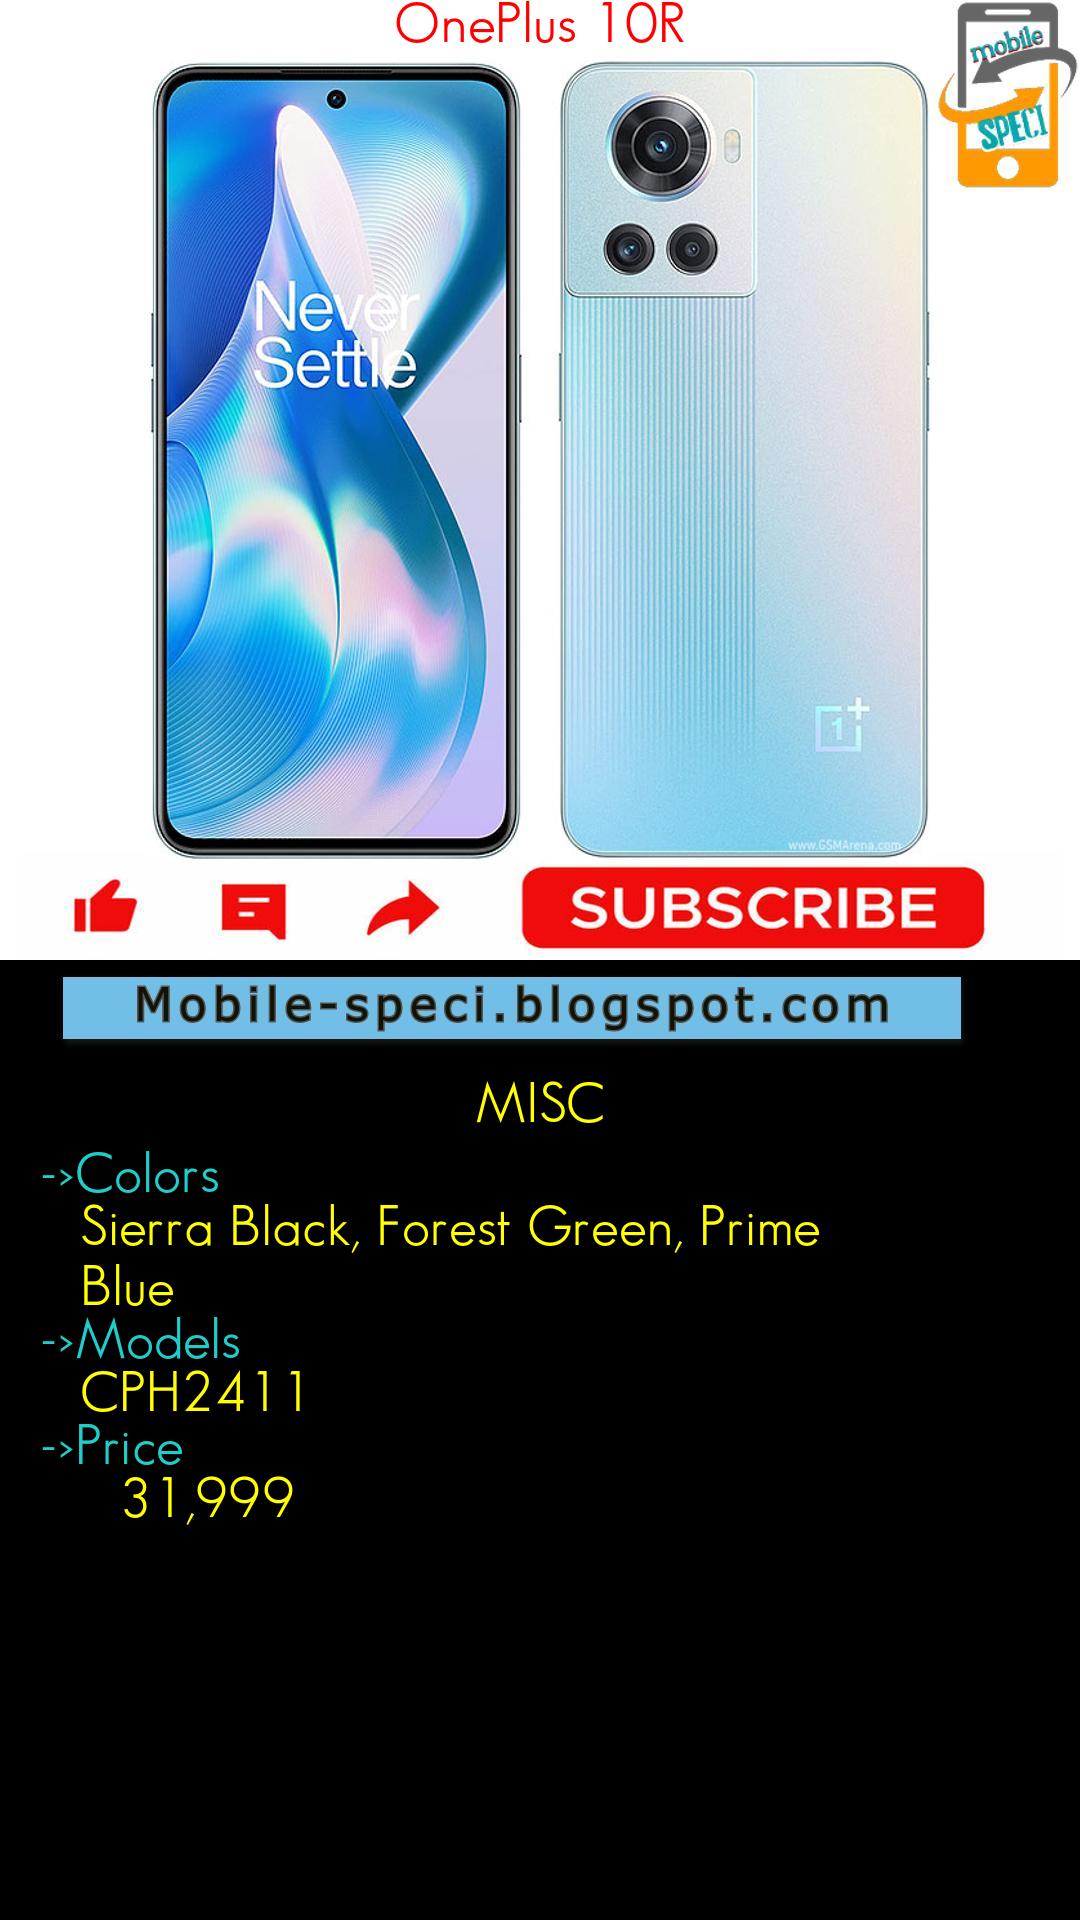 OnePlus 10R
mobile
SPECI
Never
Settle
1
www.GSMArena.com
SUBSCRIBE
Mobile-speci.blogspot.com
MISC
->Colors
Sierra Black, Forest Green, Prime
Blue
->Models
CPH2411
->Price
31,999